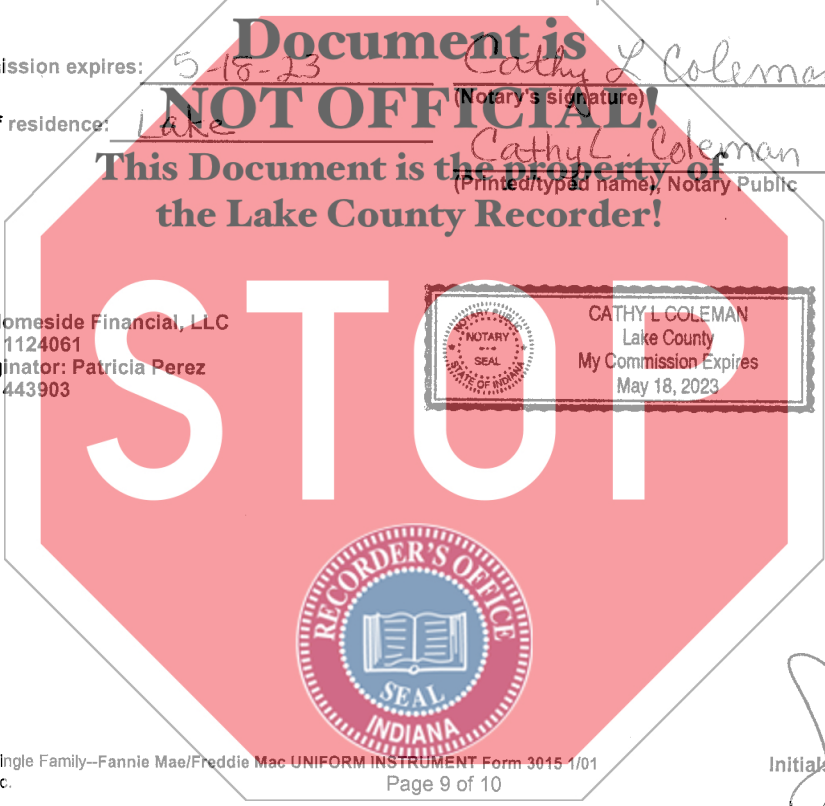 Document is
ission expires: 5-18-23 Cathy L Coleman
NOT OFFICIAL!
(Notary's signature)
residence: Lake Cathy L. Coleman
This Document is the property of
(Printed/typed name), Notary Public
the Lake County Recorder!
STOP
omeside Financial, LLC
1124061
ginator: Patricia Perez
443903
NOTARY PUBLIC
NOTARY
SEAL
STATE OF INDIANA
CATHY L COLEMAN
Lake County
My Commission Expires
May 18, 2023
RECORDER'S OFFICE
SEAL
INDIANA
ingle Family--Fannie Mae/Freddie Mac UNIFORM INSTRUMENT Form 3015 1/01
c. Page 9 of 10
Initials